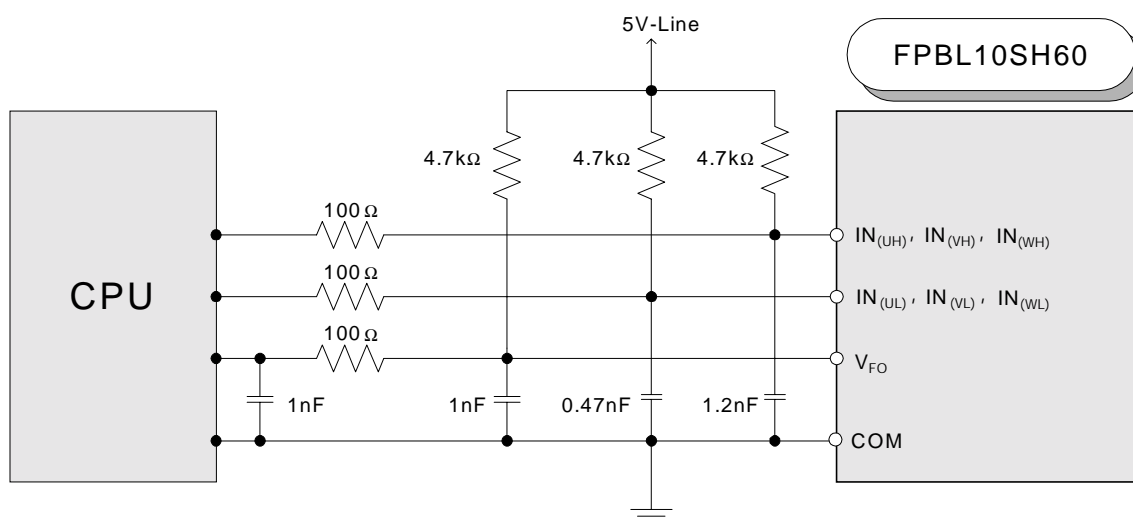 5V-Line
FPBL10SH60
4.7kΩ 4.7kΩ 4.7kΩ
100 Ω
IN(UH), IN(VH), IN(WH)
100 Ω
CPU
IN(UL), IN(VL), IN(WL)
100 Ω
VFO
1nF 1nF 0.47nF 1.2nF
COM